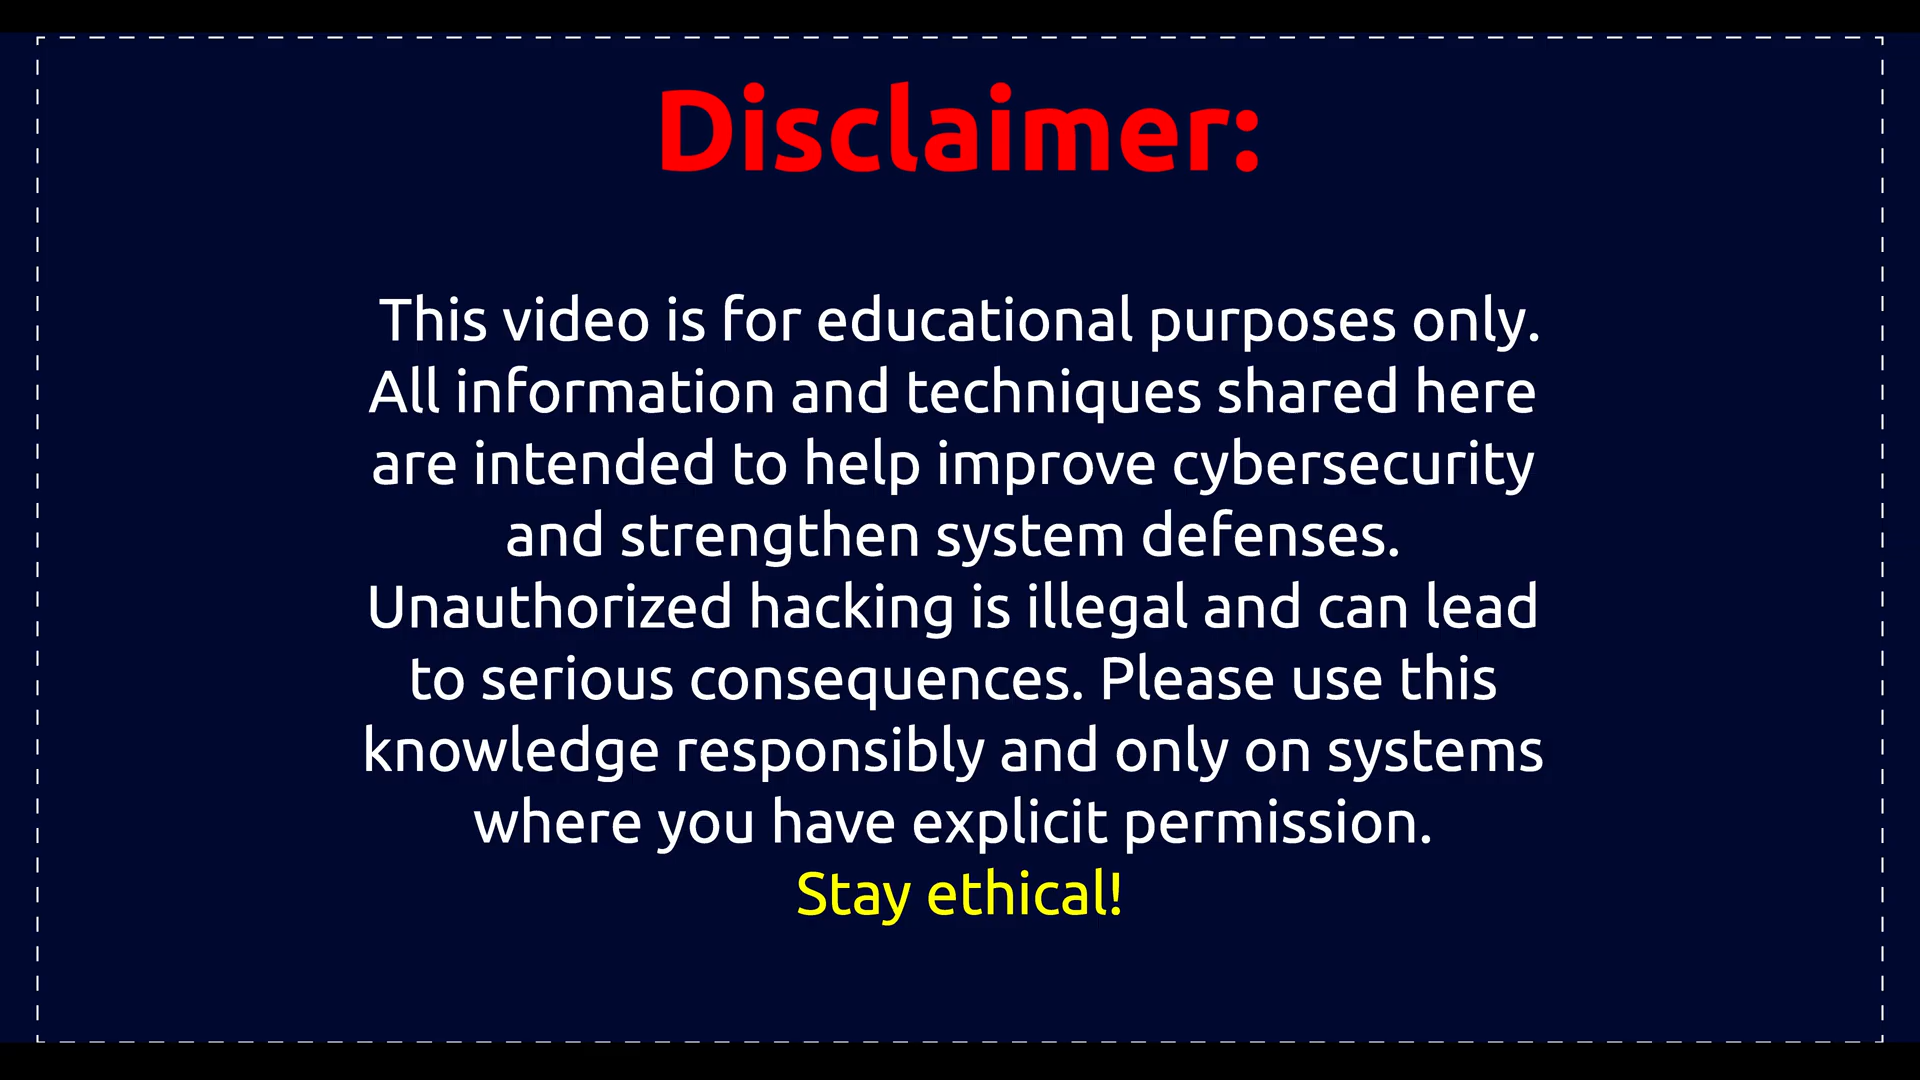 Disclaimer:
This video is for educational purposes only.
All information and techniques shared here
are intended to help improve cybersecurity
and strengthen system defenses.
Unauthorized hacking is illegal and can lead
to serious consequences. Please use this
knowledge responsibly and only on systems
where you have explicit permission.
Stay ethical!